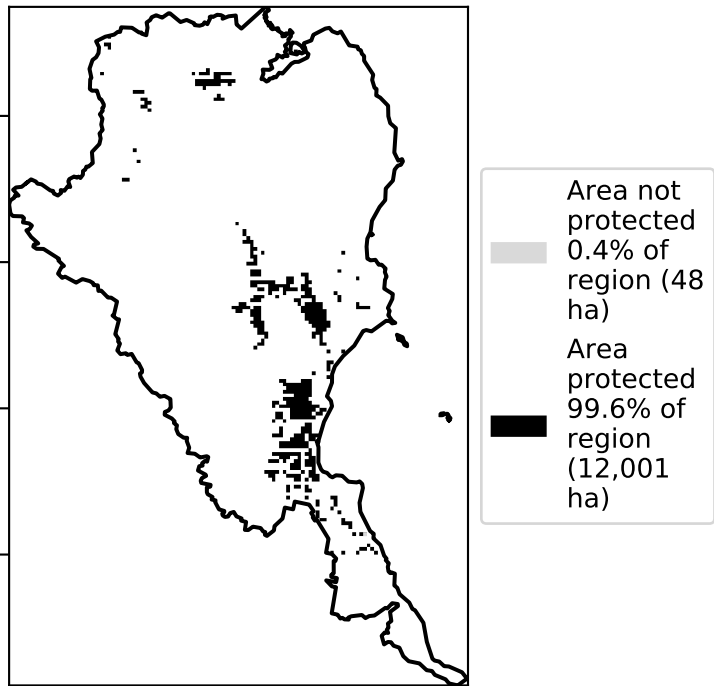 Area not
protected
0.4% of
region (48
ha)
Area
protected
99.6% of
region
(12,001
ha)